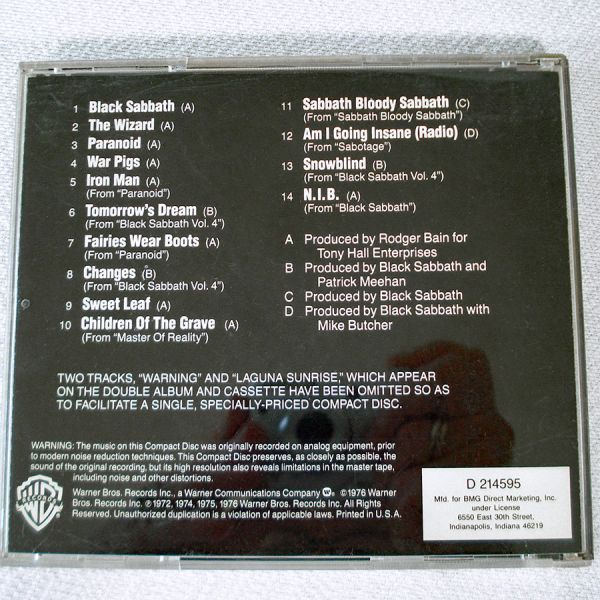 1 Black Sabbath (A)
2 The Wizard (A)
3 Paranoid (A)
4 War Pigs (A)
5 Iron Man (A)
(From "Paranoid")
6 Tomorrow's Dream (B)
(From "Black Sabbath Vol. 4")
7 Fairies Wear Boots (A)
(From "Paranoid")
8 Changes (B)
(From "Black Sabbath Vol. 4")
9 Sweet Leaf (A)
10 Children Of The Grave (A)
(From "Master Of Reality")
11 Sabbath Bloody Sabbath (C)
(From "Sabbath Bloody Sabbath")
12 Am I Going Insane (Radio) (D)
(From "Sabotage")
13 Snowblind (B)
(From "Black Sabbath Vol. 4")
14 N.I.B. (A)
(From "Black Sabbath")
A Produced by Rodger Bain for
Tony Hall Enterprises
B Produced by Black Sabbath and
Patrick Meehan
C Produced by Black Sabbath
D Produced by Black Sabbath with
Mike Butcher
TWO TRACKS, "WARNING" AND "LAGUNA SUNRISE," WHICH APPEAR
ON THE DOUBLE ALBUM AND CASSETTE HAVE BEEN OMITTED SO AS
TO FACILITATE A SINGLE, SPECIALLY-PRICED COMPACT DISC.
WARNING: The music on this Compact Disc was originally recorded on analog equipment, prior
to modern noise reduction techniques. This Compact Disc preserves, as closely as possible, the
sound of the original recording, but its high resolution also reveals limitations in the master tape,
including noise and other distortions.
Warner Bros. Records Inc., a Warner Communications Company ©1976 Warner
Bros. Records Inc. ℗1972, 1974, 1975, 1976 Warner Bros. Records Inc. All Rights
Reserved. Unauthorized duplication is a violation of applicable laws. Printed in U.S.A.
WB
RECORDS
D 214595
Mfd. for BMG Direct Marketing, Inc.
under License
6550 East 30th Street,
Indianapolis, Indiana 46219